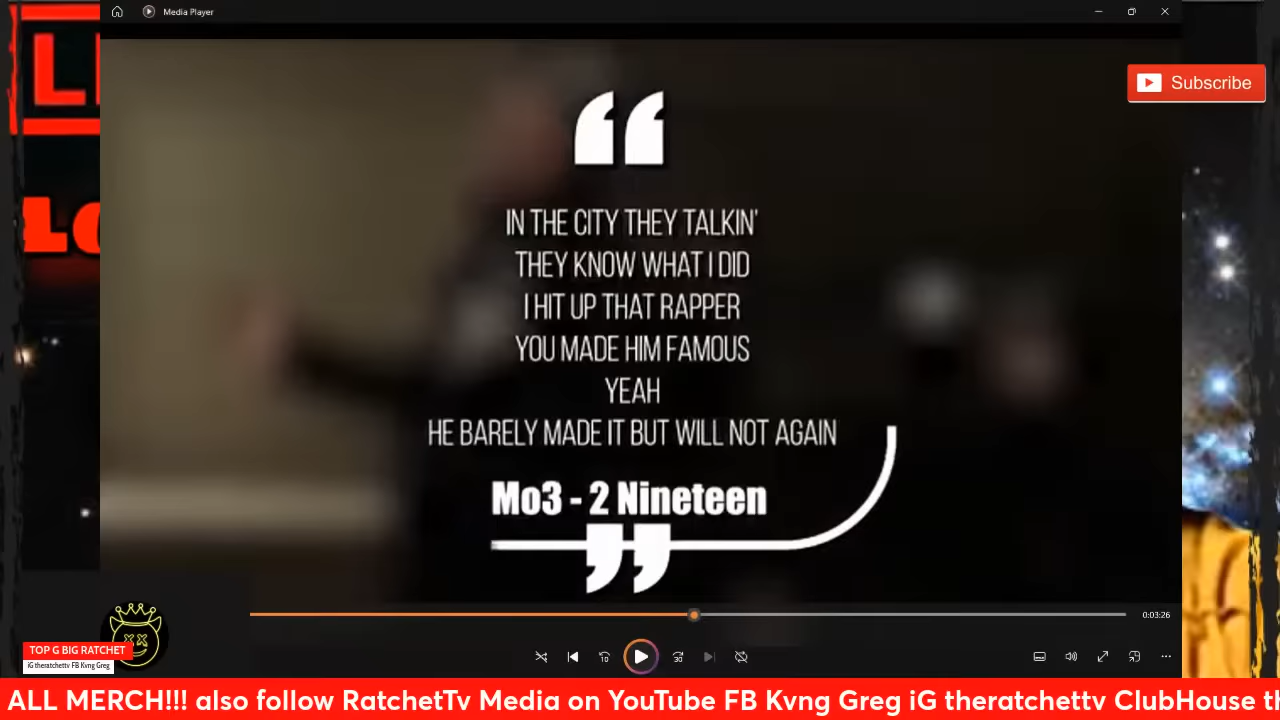 Media Player
LI
Subscribe
IN THE CITY THEY TALKIN'
THEY KNOW WHAT I DID
I HIT UP THAT RAPPER
YOU MADE HIM FAMOUS
YEAH
HE BARELY MADE IT BUT WILL NOT AGAIN
Mo3 - 2 Nineteen
0:03:26
10
30
TOP G BIG RATCHET
iG theratchettv FB Kvng Greg
ALL MERCH!!! also follow RatchetTv Media on YouTube FB Kvng Greg iG theratchettv ClubHouse